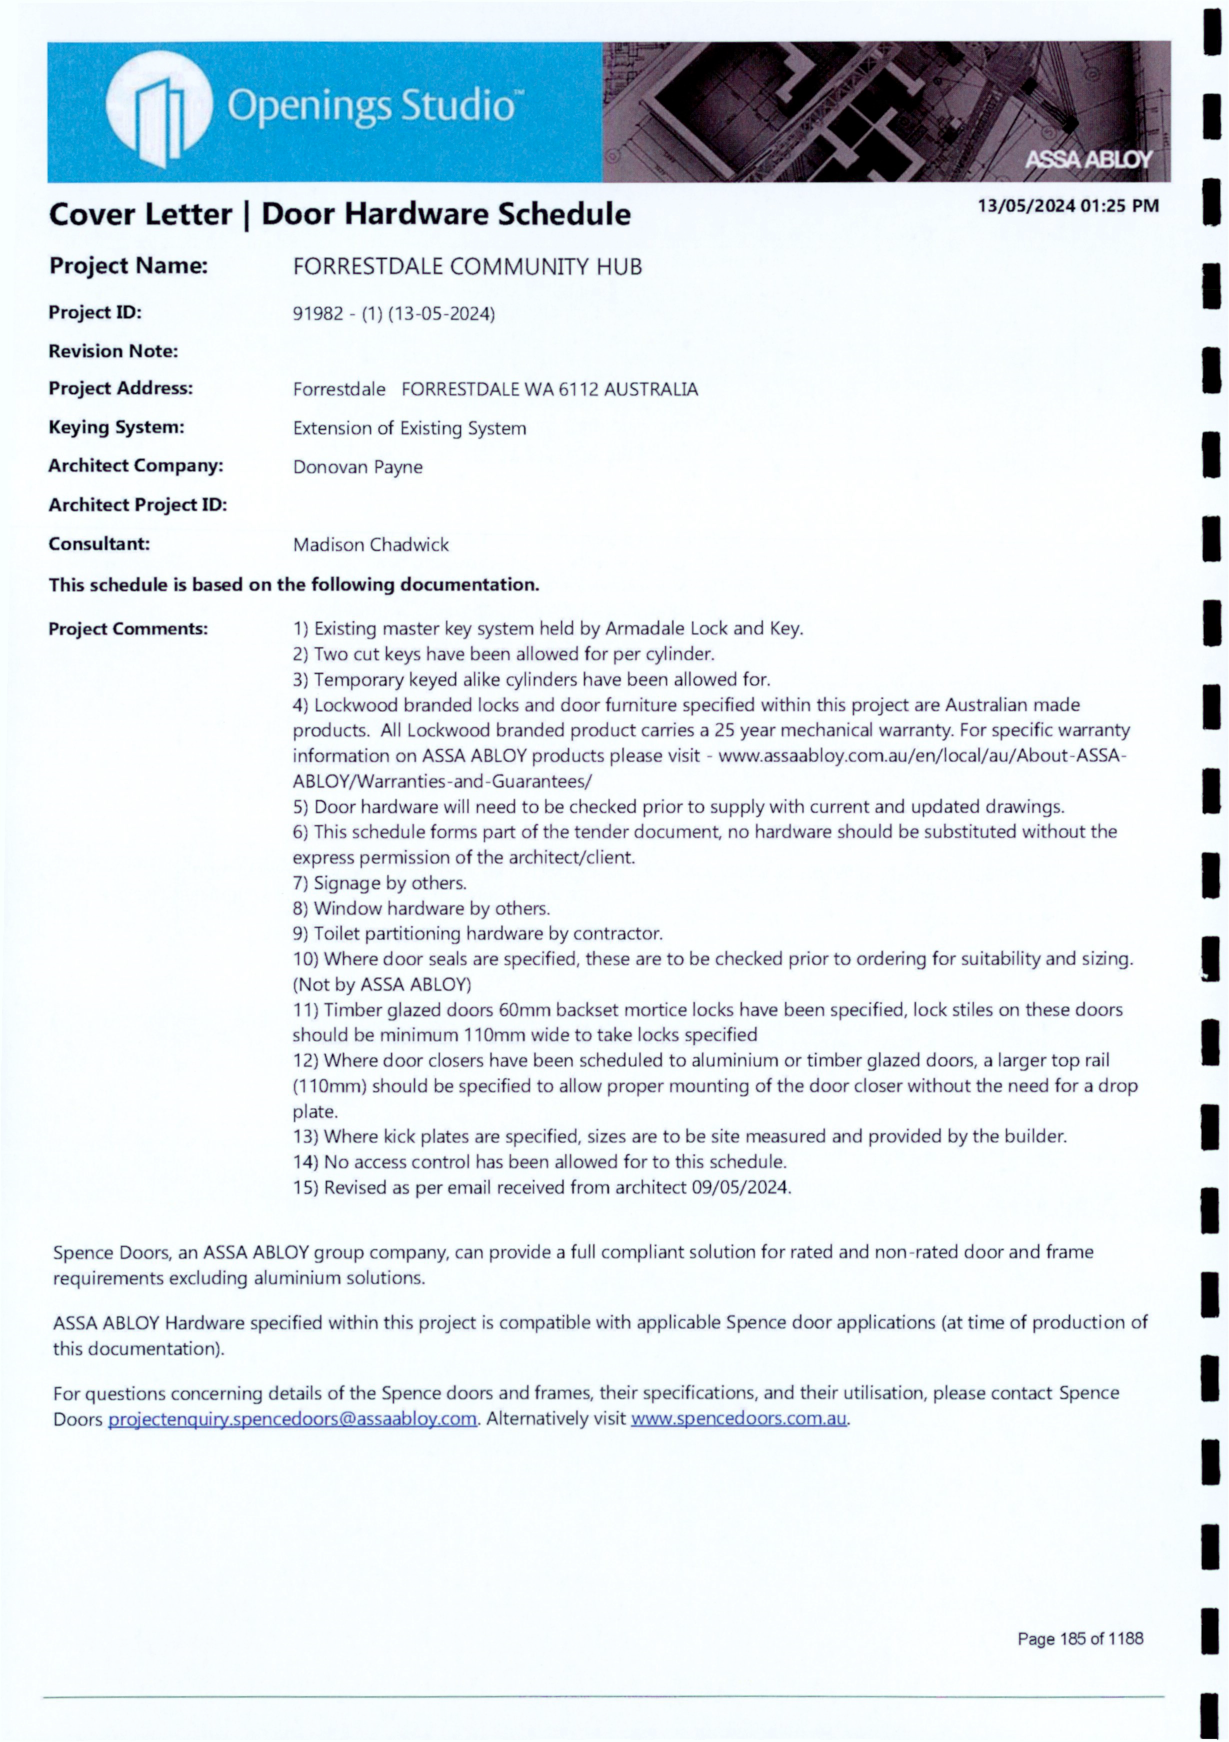 Openings Studio™
ASSA ABLOY
Cover Letter | Door Hardware Schedule
13/05/2024 01:25 PM
Project Name: FORRESTDALE COMMUNITY HUB
Project ID: 91982 - (1) (13-05-2024)
Revision Note:
Project Address: Forrestdale FORRESTDALE WA 6112 AUSTRALIA
Keying System: Extension of Existing System
Architect Company: Donovan Payne
Architect Project ID:
Consultant: Madison Chadwick
This schedule is based on the following documentation.
Project Comments: 1) Existing master key system held by Armadale Lock and Key.
2) Two cut keys have been allowed for per cylinder.
3) Temporary keyed alike cylinders have been allowed for.
4) Lockwood branded locks and door furniture specified within this project are Australian made
products. All Lockwood branded product carries a 25 year mechanical warranty. For specific warranty
information on ASSA ABLOY products please visit - www.assaabloy.com.au/en/local/au/About-ASSA-
ABLOY/Warranties-and-Guarantees/
5) Door hardware will need to be checked prior to supply with current and updated drawings.
6) This schedule forms part of the tender document, no hardware should be substituted without the
express permission of the architect/client.
7) Signage by others.
8) Window hardware by others.
9) Toilet partitioning hardware by contractor.
10) Where door seals are specified, these are to be checked prior to ordering for suitability and sizing.
(Not by ASSA ABLOY)
11) Timber glazed doors 60mm backset mortice locks have been specified, lock stiles on these doors
should be minimum 110mm wide to take locks specified
12) Where door closers have been scheduled to aluminium or timber glazed doors, a larger top rail
(110mm) should be specified to allow proper mounting of the door closer without the need for a drop
plate.
13) Where kick plates are specified, sizes are to be site measured and provided by the builder.
14) No access control has been allowed for to this schedule.
15) Revised as per email received from architect 09/05/2024.
Spence Doors, an ASSA ABLOY group company, can provide a full compliant solution for rated and non-rated door and frame
requirements excluding aluminium solutions.
ASSA ABLOY Hardware specified within this project is compatible with applicable Spence door applications (at time of production of
this documentation).
For questions concerning details of the Spence doors and frames, their specifications, and their utilisation, please contact Spence
Doors projectenquiry.spencedoors@assaabloy.com. Alternatively visit www.spencedoors.com.au.
Page 185 of 1188